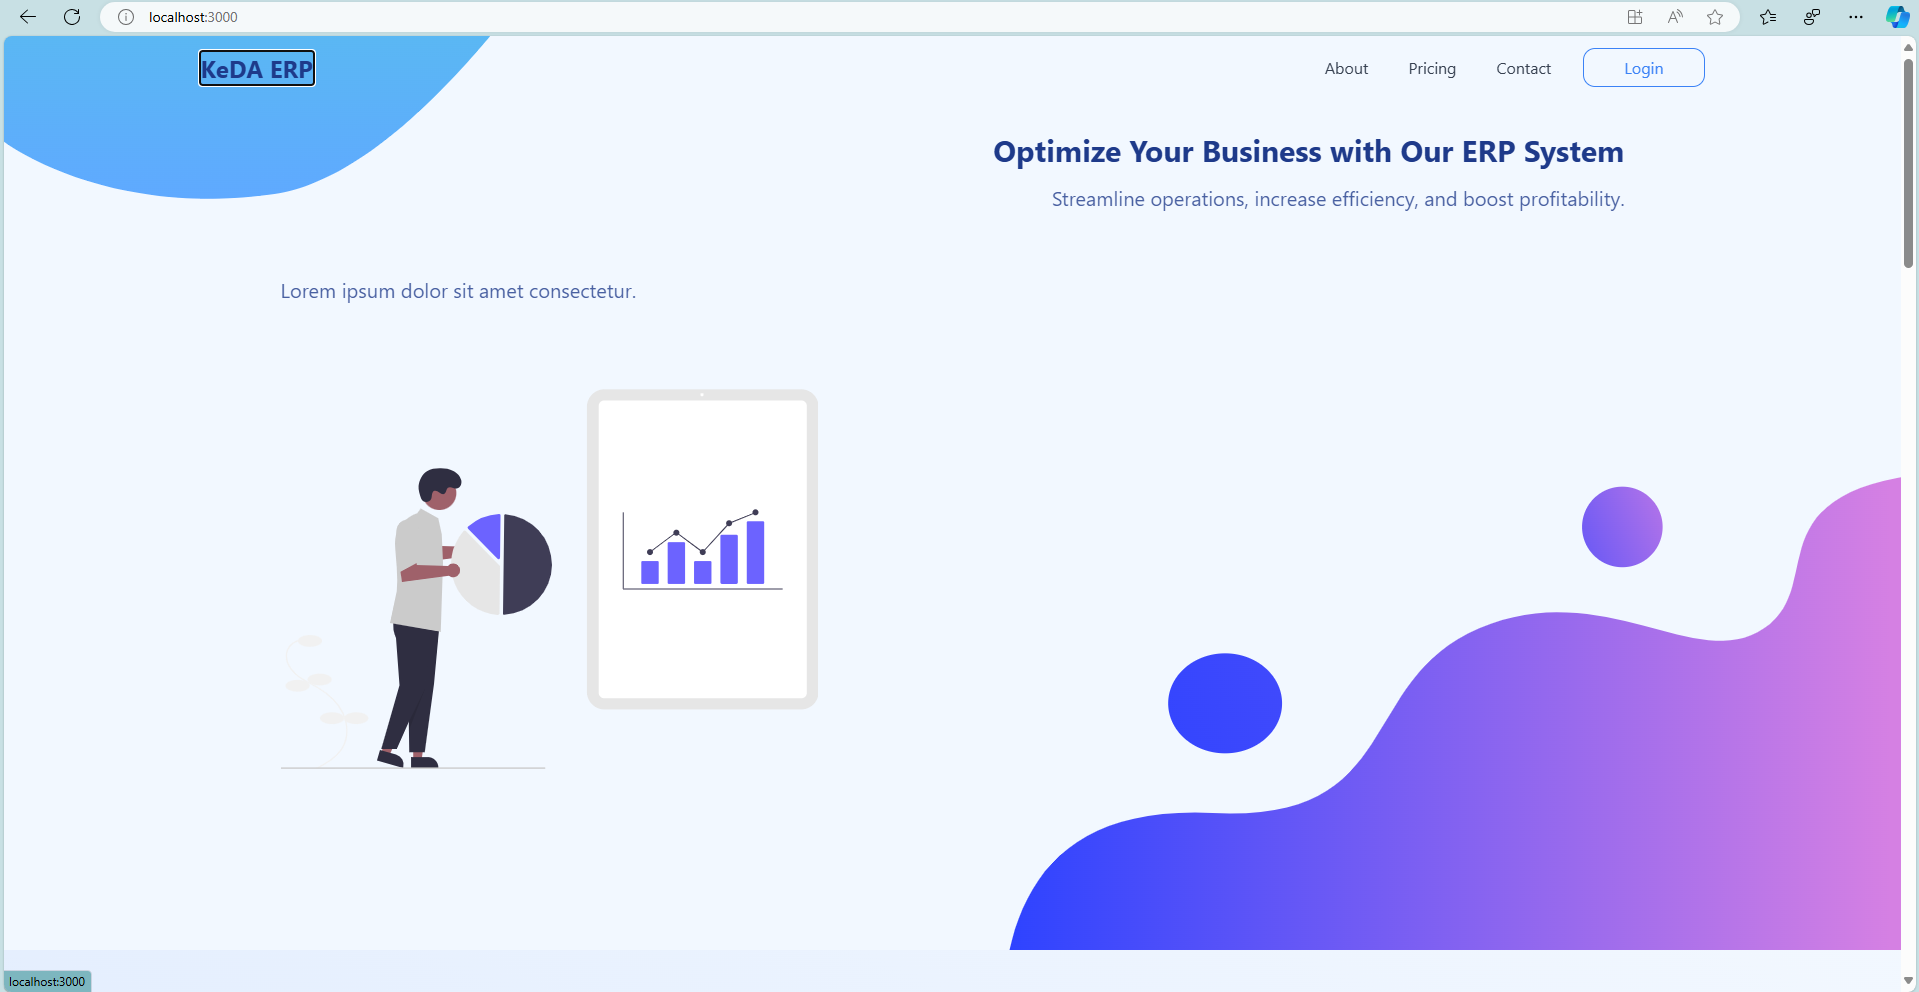 localhost:3000
KeDA ERP
About
Pricing
Contact
Login
Optimize Your Business with Our ERP System
Streamline operations, increase efficiency, and boost profitability.
Lorem ipsum dolor sit amet consectetur.
localhost:3000